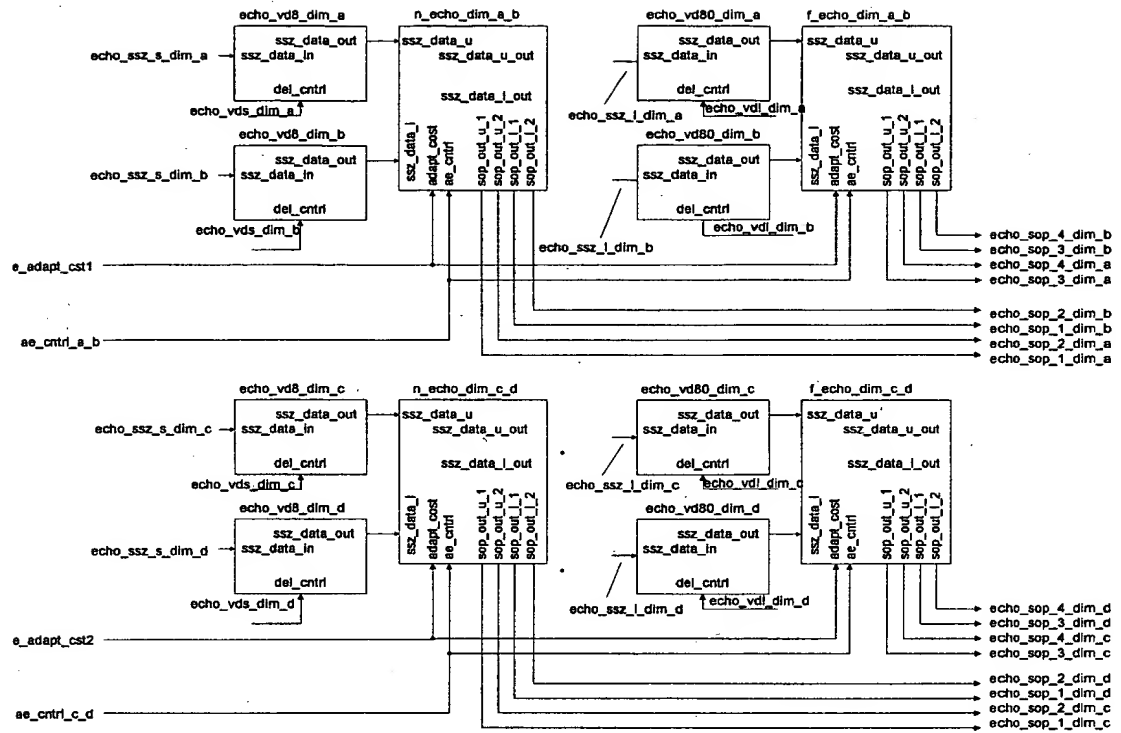 echo_vd8_dim_a
n_echo_dim_a_b
echo_vd80_dim_a
f_echo_dim_a_b
echo_ssz_s_dim_a
ssz_data_out
ssz_data_in
del_cntrl
echo_vds_dim_a
ssz_data_u
ssz_data_u_out
ssz_data_l_out
ssz_data_l
adapt_cost
ae_cntrl
sop_out_u_1
sop_out_u_2
sop_out_l_1
sop_out_l_2
ssz_data_out
ssz_data_in
del_cntrl
echo_vdl_dim_a
echo_ssz_l_dim_a
ssz_data_u
ssz_data_u_out
ssz_data_l_out
ssz_data_l
adapt_cost
ae_cntrl
sop_out_u_1
sop_out_u_2
sop_out_l_1
sop_out_l_2
echo_vd8_dim_b
echo_vd80_dim_b
echo_ssz_s_dim_b
ssz_data_out
ssz_data_in
del_cntrl
echo_vds_dim_b
ssz_data_out
ssz_data_in
del_cntrl
echo_vdl_dim_b
echo_ssz_l_dim_b
e_adapt_cst1
ae_cntrl_a_b
echo_sop_4_dim_b
echo_sop_3_dim_b
echo_sop_4_dim_a
echo_sop_3_dim_a
echo_sop_2_dim_b
echo_sop_1_dim_b
echo_sop_2_dim_a
echo_sop_1_dim_a
echo_vd8_dim_c
n_echo_dim_c_d
echo_vd80_dim_c
f_echo_dim_c_d
echo_ssz_s_dim_c
ssz_data_out
ssz_data_in
del_cntrl
echo_vds_dim_c
ssz_data_u
ssz_data_u_out
ssz_data_l_out
ssz_data_l
adapt_cost
ae_cntrl
sop_out_u_1
sop_out_u_2
sop_out_l_1
sop_out_l_2
ssz_data_out
ssz_data_in
del_cntrl
echo_vdl_dim_c
echo_ssz_l_dim_c
ssz_data_u
ssz_data_u_out
ssz_data_l_out
ssz_data_l
adapt_cost
ae_cntrl
sop_out_u_1
sop_out_u_2
sop_out_l_1
sop_out_l_2
echo_vd8_dim_d
echo_vd80_dim_d
echo_ssz_s_dim_d
ssz_data_out
ssz_data_in
del_cntrl
echo_vds_dim_d
ssz_data_out
ssz_data_in
del_cntrl
echo_vdl_dim_d
echo_ssz_l_dim_d
e_adapt_cst2
ae_cntrl_c_d
echo_sop_4_dim_d
echo_sop_3_dim_d
echo_sop_4_dim_c
echo_sop_3_dim_c
echo_sop_2_dim_d
echo_sop_1_dim_d
echo_sop_2_dim_c
echo_sop_1_dim_c